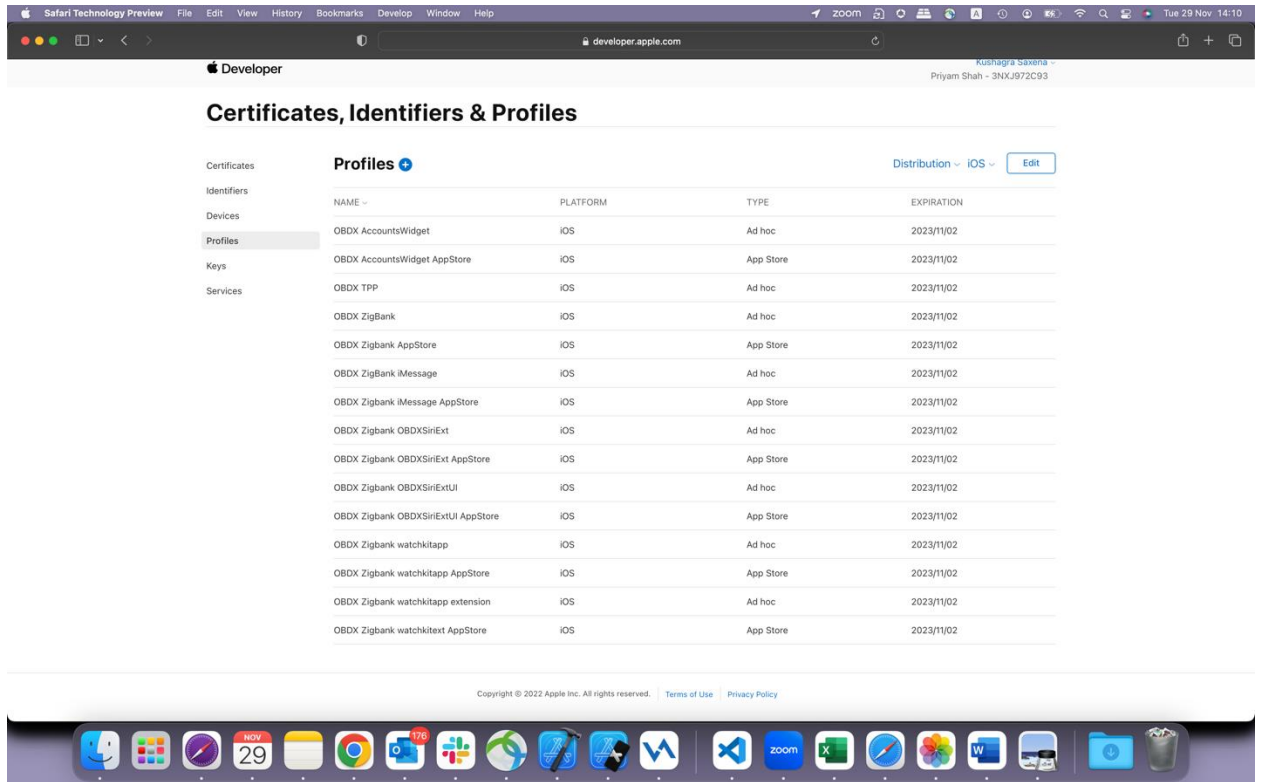 Safari Technology Preview File Edit View History Bookmarks Develop Window Help zoom A Tue 29 Nov 14:10
developer.apple.com
Developer
Kushagra Saxena
Priyam Shah - 3NXJ972C93
Certificates, Identifiers & Profiles
Certificates
Identifiers
Devices
Profiles
Keys
Services
Profiles
Distribution iOS Edit
NAME PLATFORM TYPE EXPIRATION
OBDX AccountsWidget iOS Ad hoc 2023/11/02
OBDX AccountsWidget AppStore iOS App Store 2023/11/02
OBDX TPP iOS Ad hoc 2023/11/02
OBDX ZigBank iOS Ad hoc 2023/11/02
OBDX Zigbank AppStore iOS App Store 2023/11/02
OBDX ZigBank iMessage iOS Ad hoc 2023/11/02
OBDX Zigbank iMessage AppStore iOS App Store 2023/11/02
OBDX Zigbank OBDXSiriExt iOS Ad hoc 2023/11/02
OBDX Zigbank OBDXSiriExt AppStore iOS App Store 2023/11/02
OBDX Zigbank OBDXSiriExtUI iOS Ad hoc 2023/11/02
OBDX Zigbank OBDXSiriExtUI AppStore iOS App Store 2023/11/02
OBDX Zigbank watchkitapp iOS Ad hoc 2023/11/02
OBDX Zigbank watchkitapp AppStore iOS App Store 2023/11/02
OBDX Zigbank watchkitapp extension iOS Ad hoc 2023/11/02
OBDX Zigbank watchkitext AppStore iOS App Store 2023/11/02
Copyright © 2022 Apple Inc. All rights reserved. Terms of Use Privacy Policy
NOV
29
176
zoom
X
W